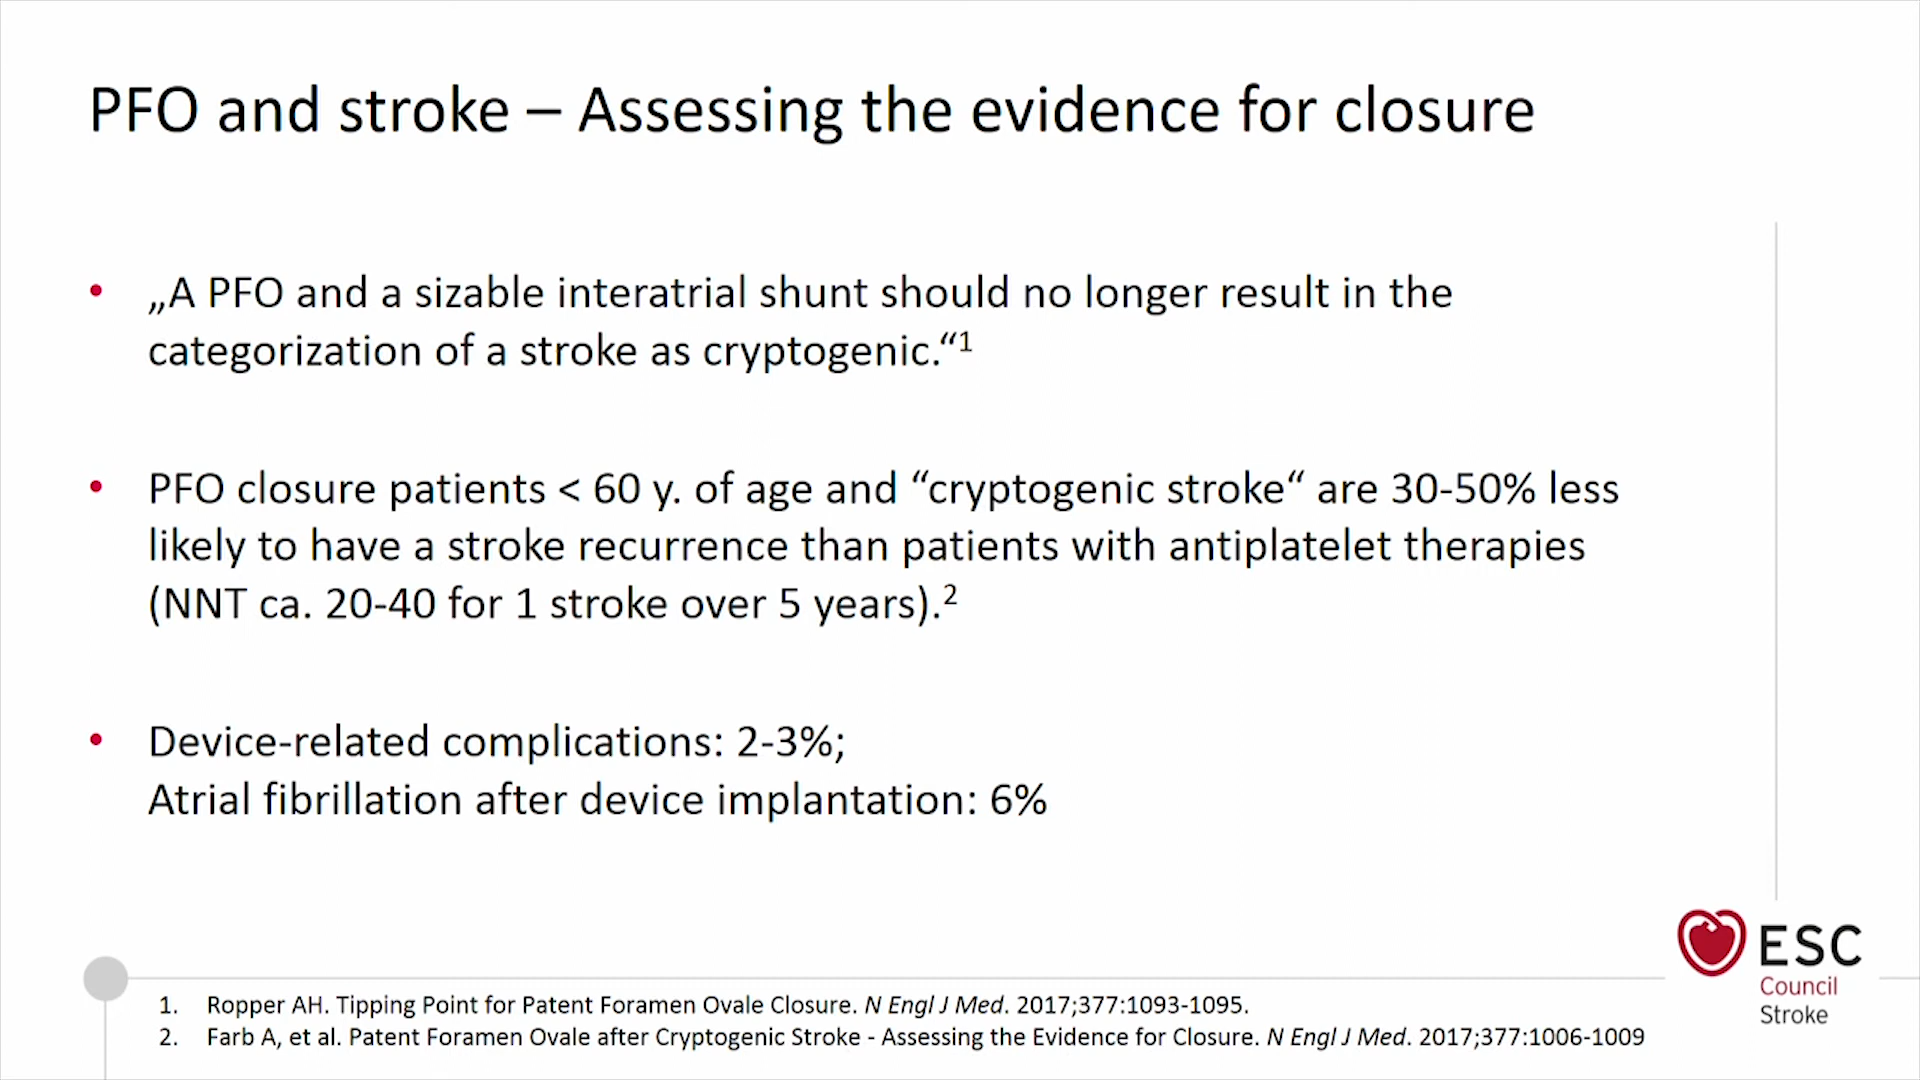 PFO and stroke – Assessing the evidence for closure
• „A PFO and a sizable interatrial shunt should no longer result in the
categorization of a stroke as cryptogenic.“1
• PFO closure patients < 60 y. of age and “cryptogenic stroke“ are 30-50% less
likely to have a stroke recurrence than patients with antiplatelet therapies
(NNT ca. 20-40 for 1 stroke over 5 years).2
• Device-related complications: 2-3%;
Atrial fibrillation after device implantation: 6%
ESC
Council
Stroke
1. Ropper AH. Tipping Point for Patent Foramen Ovale Closure. N Engl J Med. 2017;377:1093-1095.
2. Farb A, et al. Patent Foramen Ovale after Cryptogenic Stroke - Assessing the Evidence for Closure. N Engl J Med. 2017;377:1006-1009